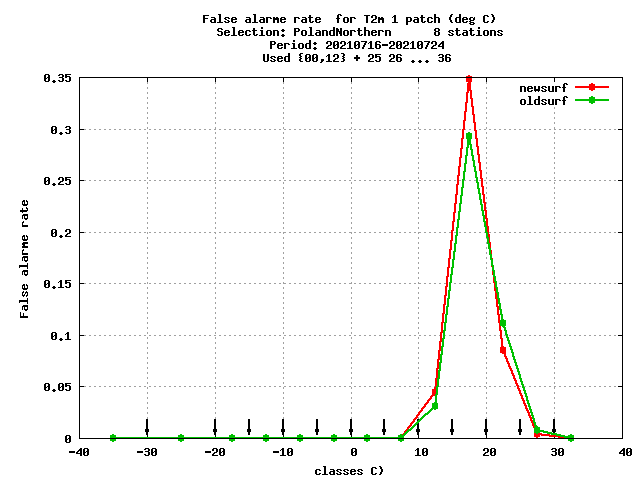 False alarme rate  for T2m 1 patch (deg C)
Selection: PolandNorthern      8 stations
Period: 20210716-20210724
Used {00,12} + 25 26 ... 36
newsurf
oldsurf
0.35
0.3
0.25
0.2
0.15
0.1
0.05
0
False alarme rate
-40 -30 -20 -10 0 10 20 30 40
classes C)